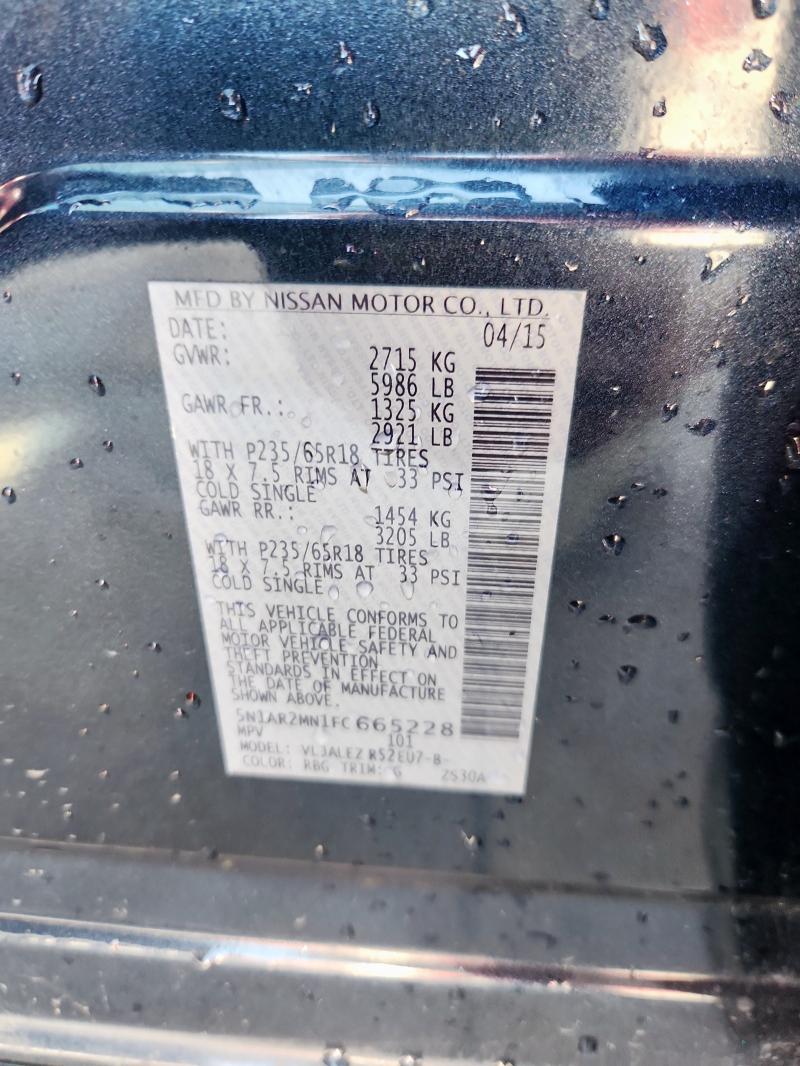 MFD BY NISSAN MOTOR CO., LTD.
DATE: 04/15
GVWR: 2715 KG
5986 LB
GAWR FR.: 1325 KG
2921 LB
WITH P235/65R18 TIRES
18 X 7.5 RIMS AT 33 PSI
COLD SINGLE
GAWR RR.: 1454 KG
3205 LB
WITH P235/65R18 TIRES
18 X 7.5 RIMS AT 33 PSI
COLD SINGLE
THIS VEHICLE CONFORMS TO
ALL APPLICABLE FEDERAL
MOTOR VEHICLE SAFETY AND
THEFT PREVENTION
STANDARDS IN EFFECT ON
THE DATE OF MANUFACTURE
SHOWN ABOVE.
5N1AR2MN1FC665228
MPV 101
MODEL: VLJALEZ R52EU7-B-
COLOR: RBG TRIM: G 2S30A